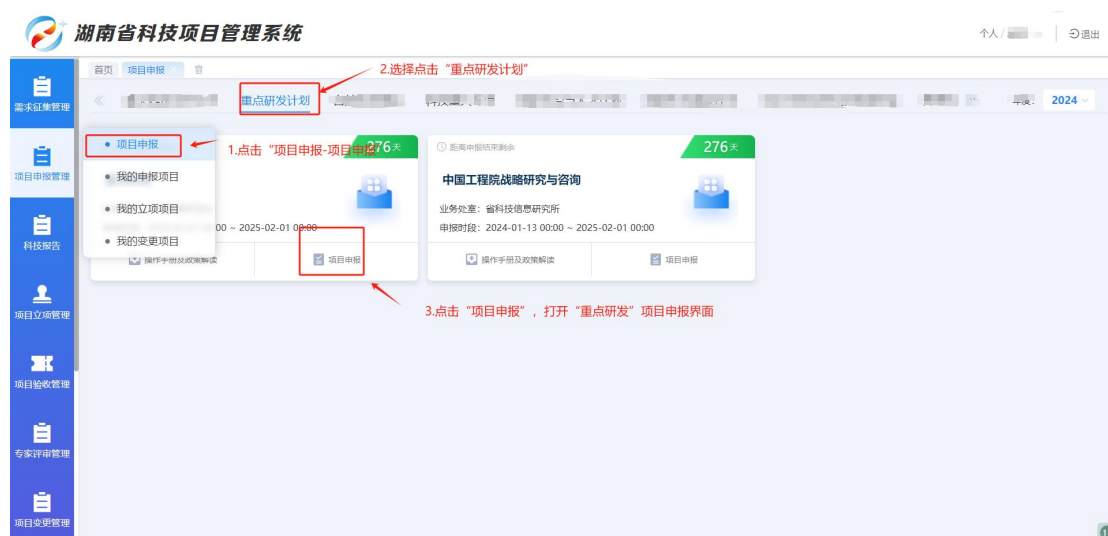 湖南省科技项目管理系统
个人/
退出
首页
项目申报
2.选择点击“重点研发计划”
需求征集管理
重点研发计划
2024
项目申报
1.点击“项目申报-项目申报”
276天
距离申报结束剩余
276天
项目申报管理
我的申报项目
中国工程院战略研究与咨询
我的立项项目
业务处室：省科技信息研究所
00 ~ 2025-02-01 00:00
申报时段：2024-01-13 00:00 ~ 2025-02-01 00:00
科技报告
我的变更项目
操作手册及政策解读
项目申报
操作手册及政策解读
项目申报
项目立项管理
3.点击“项目申报”，打开“重点研发”项目申报界面
项目验收管理
专家评审管理
项目变更管理